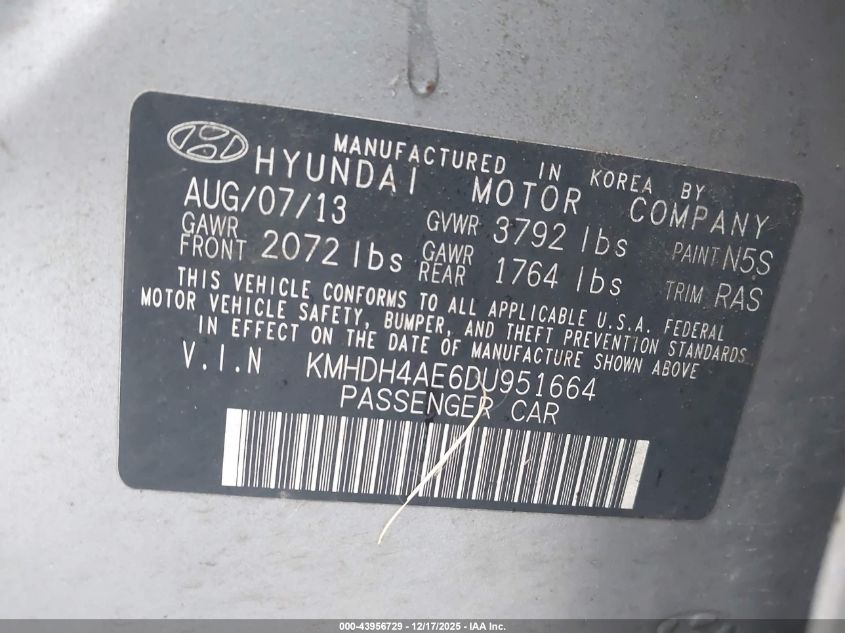 MANUFACTURED IN KOREA BY
HYUNDAI MOTOR COMPANY
AUG/07/13 GVWR 3792 lbs PAINT N5S
GAWR FRONT 2072 lbs GAWR REAR 1764 lbs TRIM RAS
THIS VEHICLE CONFORMS TO ALL APPLICABLE U.S.A. FEDERAL
MOTOR VEHICLE SAFETY, BUMPER, AND THEFT PREVENTION STANDARDS
IN EFFECT ON THE DATE OF MANUFACTURE SHOWN ABOVE
V.I.N KMHDH4AE6DU951664
PASSENGER CAR
000-43956729 - 12/17/2025 - IAA Inc.